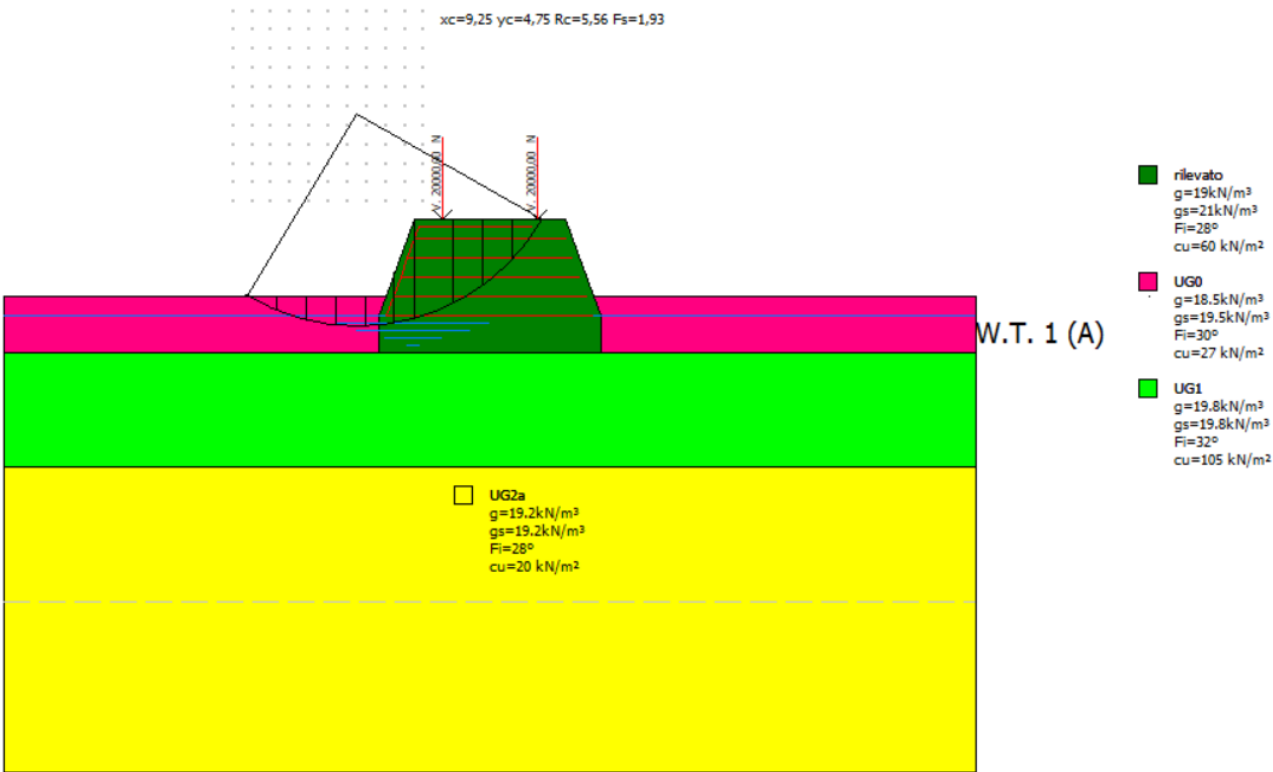 xc=9,25 yc=4,75 Rc=5,56 Fs=1,93
V 20000.00 N
V 20000.00 N
rilevato
g=19kN/m³
gs=21kN/m³
Fi=28°
cu=60 kN/m²
UG0
g=18.5kN/m³
gs=19.5kN/m³
Fi=30°
cu=27 kN/m²
W.T. 1 (A)
UG1
g=19.8kN/m³
gs=19.8kN/m³
Fi=32°
cu=105 kN/m²
UG2a
g=19.2kN/m³
gs=19.2kN/m³
Fi=28°
cu=20 kN/m²